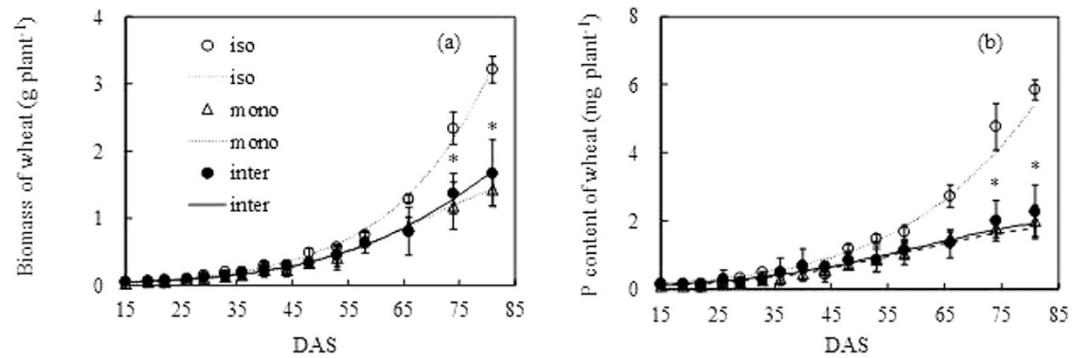 Biomass of wheat (g plant⁻¹)
4
3
2
1
0
(a)
iso
iso
mono
mono
inter
inter
*
*
15 25 35 45 55 65 75 85
DAS
P content of wheat (mg plant⁻¹)
8
6
4
2
0
(b)
*
*
15 25 35 45 55 65 75 85
DAS